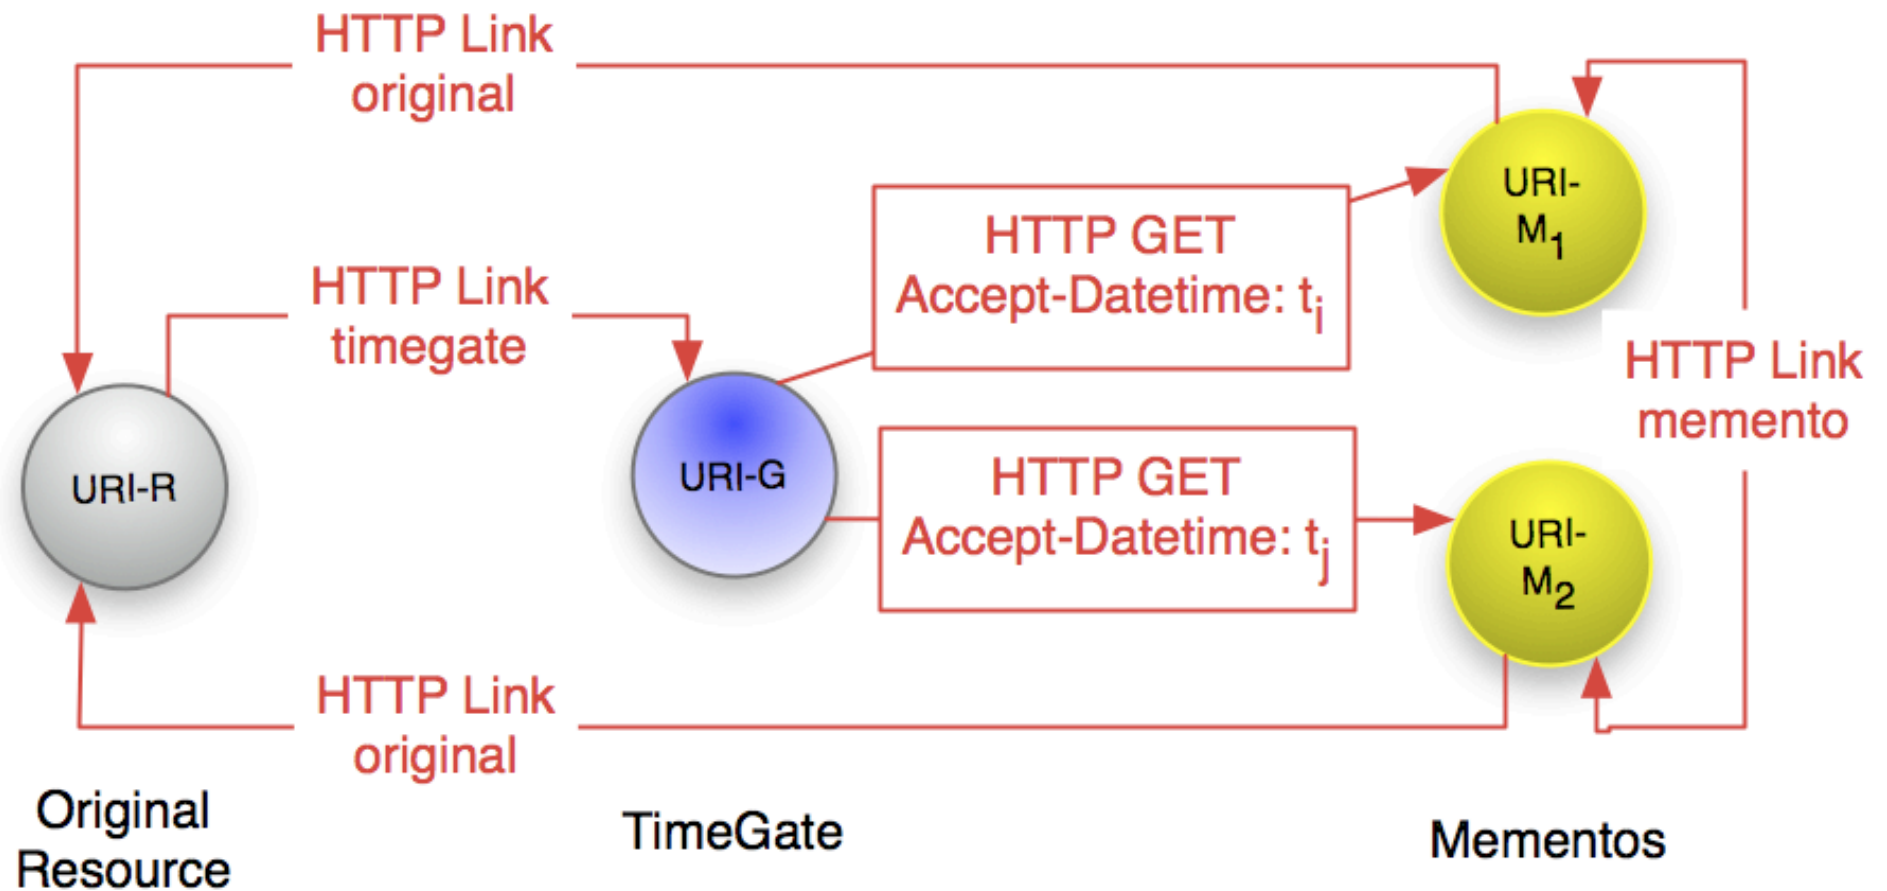 HTTP Link
original
HTTP Link
timegate
HTTP GET
Accept-Datetime: ti
URI-
M1
URI-R
URI-G
HTTP GET
Accept-Datetime: tj
HTTP Link
memento
URI-
M2
HTTP Link
original
Original
Resource
TimeGate
Mementos